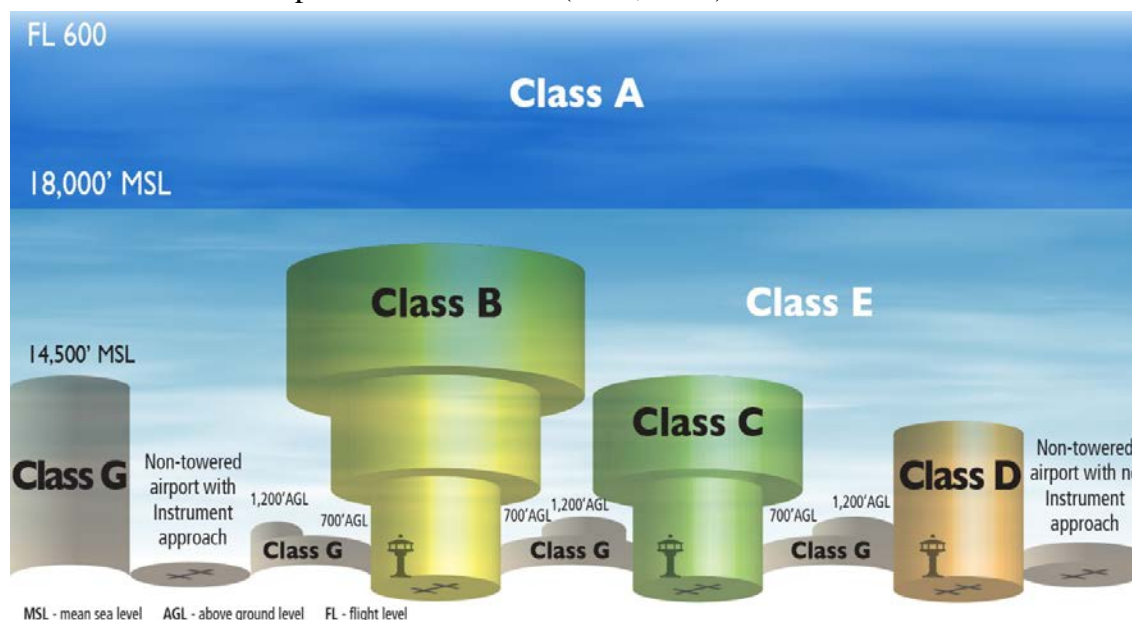 FL 600
Class A
18,000' MSL
Class B
Class E
14,500' MSL
Class C
Class G
Non-towered
airport with
Instrument
approach
1,200'AGL
700'AGL
Class G
700'AGL
1,200'AGL
Class G
700'AGL
1,200'AGL
Class G
Class D
Non-towered
airport with n
Instrument
approach
MSL - mean sea level AGL - above ground level FL - flight level